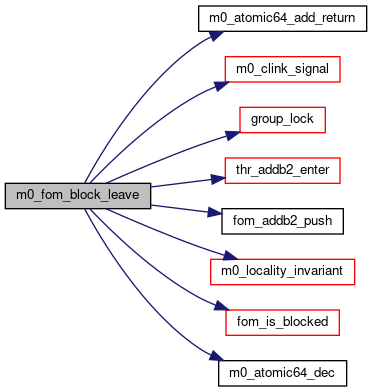 m0_atomic64_add_return
m0_clink_signal
group_lock
thr_addb2_enter
m0_fom_block_leave
fom_addb2_push
m0_locality_invariant
fom_is_blocked
m0_atomic64_dec